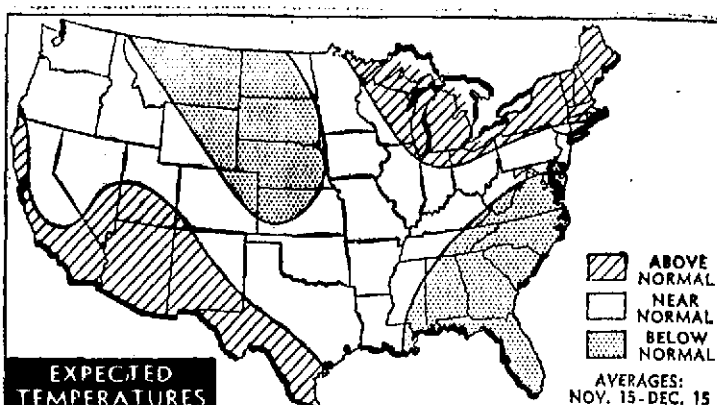 ABOVE
NORMAL
NEAR
NORMAL
BELOW
NORMAL
EXPECTED
TEMPERATURES
AVERAGES:
NOV. 15-DEC. 15